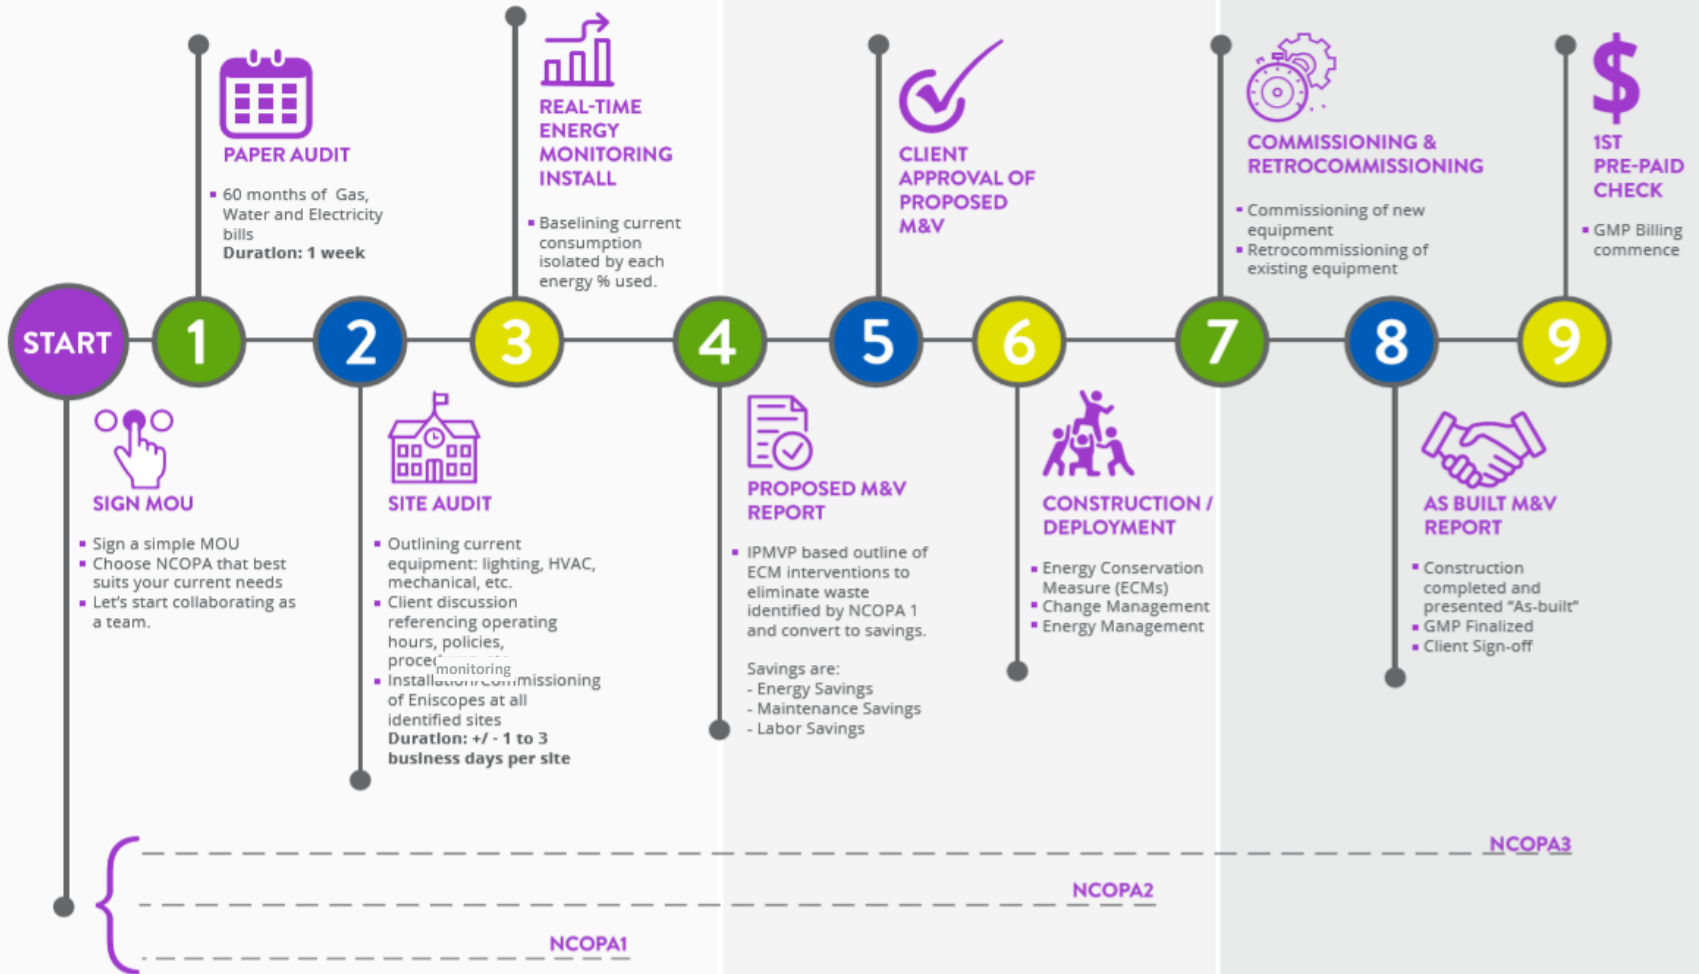 PAPER AUDIT
60 months of Gas,
Water and Electricity
bills
Duration: 1 week
REAL-TIME
ENERGY
MONITORING
INSTALL
Baselining current
consumption
isolated by each
energy % used.
CLIENT
APPROVAL OF
PROPOSED
M&V
COMMISSIONING &
RETROCOMMISSIONING
Commissioning of new
equipment
Retrocommissioning of
existing equipment
$
1ST
PRE-PAID
CHECK
GMP Billing
commence
START
1
2
3
4
5
6
7
8
9
SIGN MOU
Sign a simple MOU
Choose NCOPA that best
suits your current needs
Let's start collaborating as
a team.
SITE AUDIT
Outlining current
equipment: lighting, HVAC,
mechanical, etc.
Client discussion
referencing operating
hours, policies,
monitoring
Installation/Commissioning
of Eniscopes at all
identified sites
Duration: +/ - 1 to 3
business days per site
PROPOSED M&V
REPORT
IPMVP based outline of
ECM interventions to
eliminate waste
identified by NCOPA 1
and convert to savings.
Savings are:
- Energy Savings
- Maintenance Savings
- Labor Savings
CONSTRUCTION /
DEPLOYMENT
Energy Conservation
Measure (ECMs)
Change Management
Energy Management
AS BUILT M&V
REPORT
Construction
completed and
presented "As-built"
GMP Finalized
Client Sign-off
NCOPA3
NCOPA2
NCOPA1